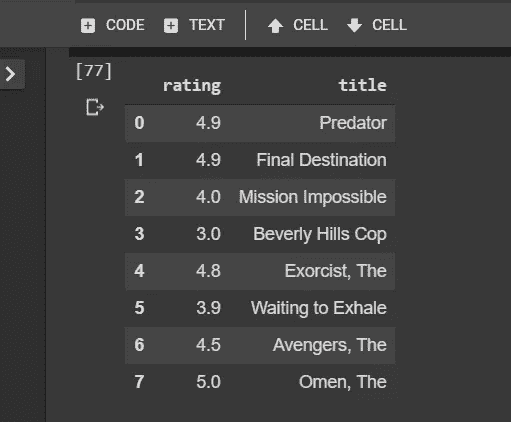 CODE TEXT CELL CELL
[77]
rating title
0 4.9 Predator
1 4.9 Final Destination
2 4.0 Mission Impossible
3 3.0 Beverly Hills Cop
4 4.8 Exorcist, The
5 3.9 Waiting to Exhale
6 4.5 Avengers, The
7 5.0 Omen, The